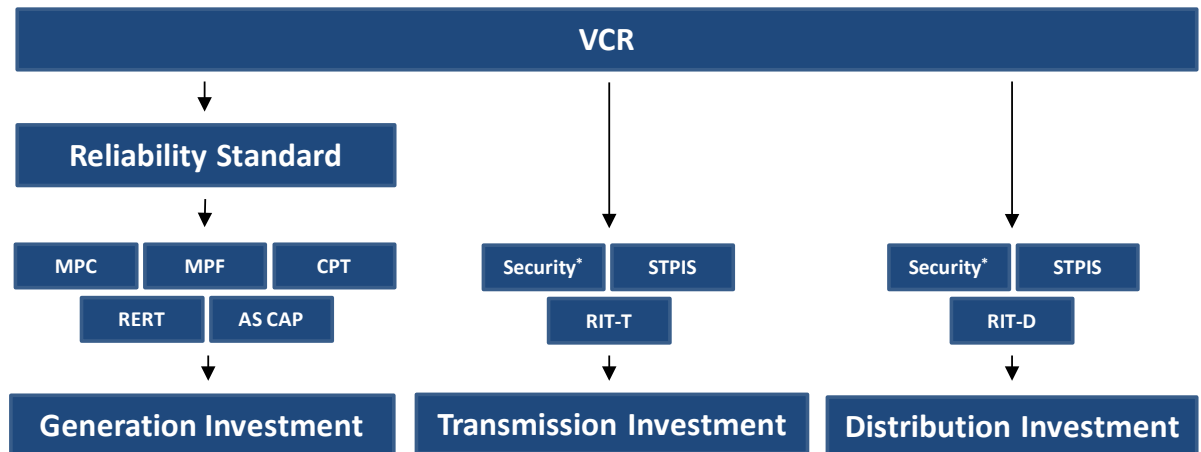 VCR
Reliability Standard
MPC MPF CPT
RERT AS CAP
Generation Investment
Security* STPIS
RIT-T
Transmission Investment
Security* STPIS
RIT-D
Distribution Investment